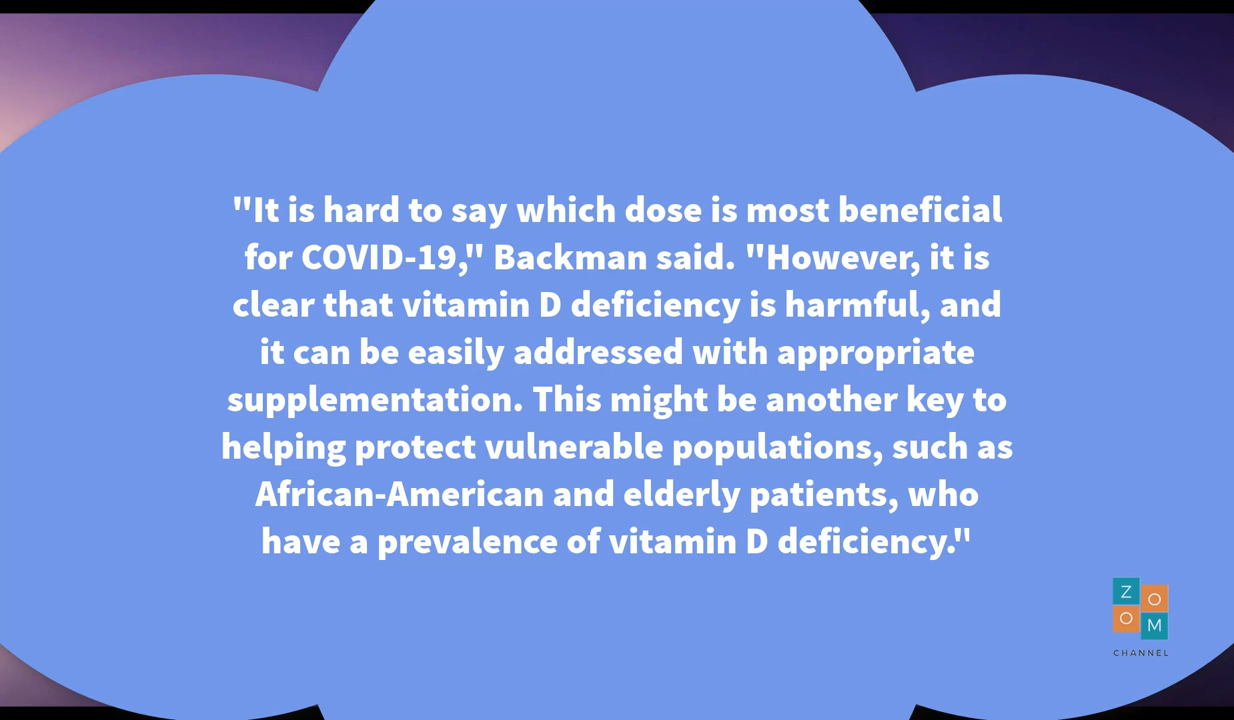 "It is hard to say which dose is most beneficial
for COVID-19," Backman said. "However, it is
clear that vitamin D deficiency is harmful, and
it can be easily addressed with appropriate
supplementation. This might be another key to
helping protect vulnerable populations, such as
African-American and elderly patients, who
have a prevalence of vitamin D deficiency."
ZOOM
CHANNEL